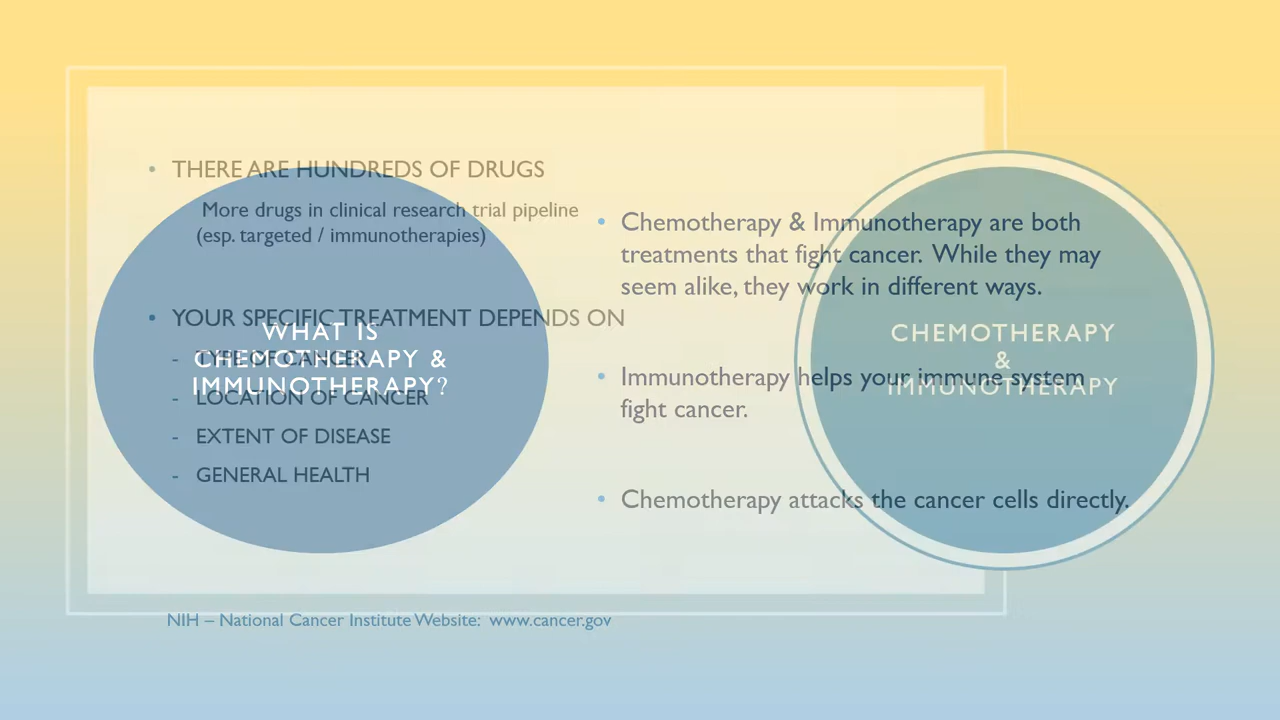 • THERE ARE HUNDREDS OF DRUGS
More drugs in clinical research trial pipeline
(esp. targeted / immunotherapies)
• YOUR SPECIFIC TREATMENT DEPENDS ON
- TYPE OF CANCER
- LOCATION OF CANCER
- EXTENT OF DISEASE
- GENERAL HEALTH
NIH – National Cancer Institute Website: www.cancer.gov
WHAT IS
CHEMOTHERAPY &
IMMUNOTHERAPY?
• Chemotherapy & Immunotherapy are both
treatments that fight cancer. While they may
seem alike, they work in different ways.
• Immunotherapy helps your immune system
fight cancer.
• Chemotherapy attacks the cancer cells directly.
CHEMOTHERAPY
&
IMMUNOTHERAPY